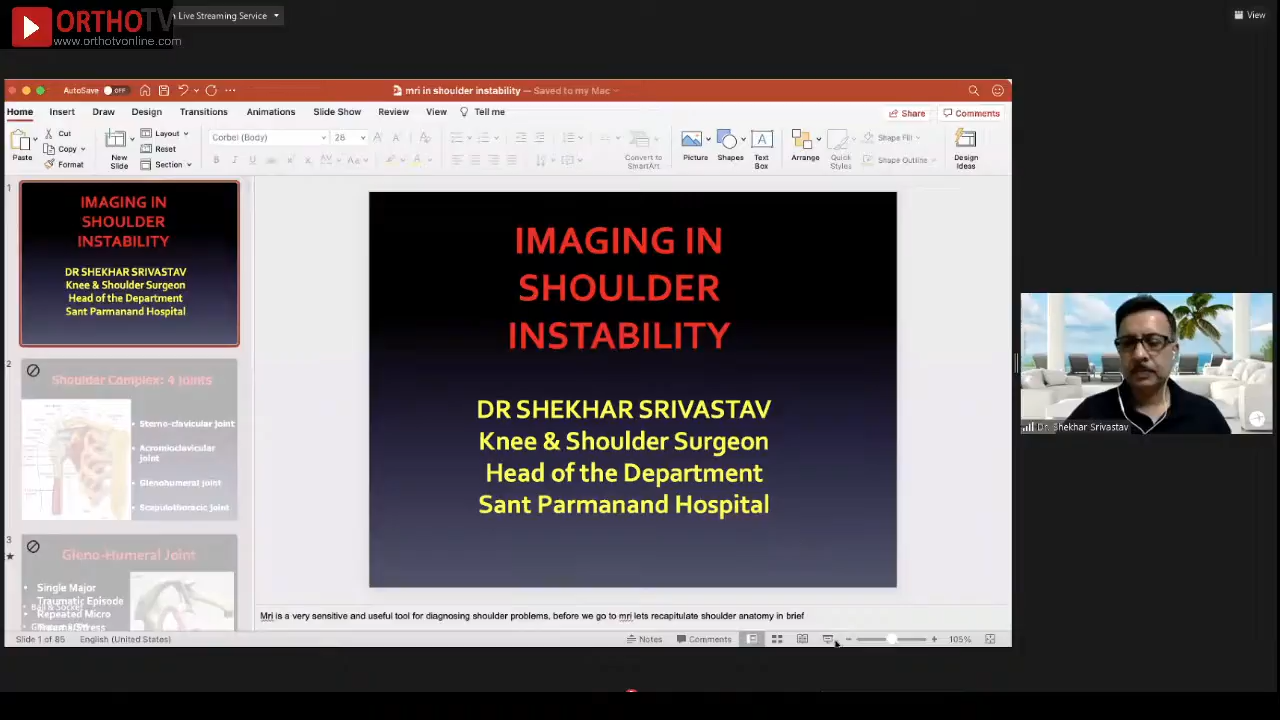 ORTHOTV
www.orthotvonline.com
Live Streaming Service
View
AutoSave OFF
mri in shoulder instability — Saved to my Mac
Home Insert Draw Design Transitions Animations Slide Show Review View Tell me
Share Comments
Paste
Cut
Copy
Format
New Slide
Layout
Reset
Section
Corbel (Body) 28
Convert to SmartArt
Picture
Shapes
Text Box
Arrange
Quick Styles
Shape Fill
Shape Outline
Design Ideas
1
IMAGING IN
SHOULDER
INSTABILITY
DR SHEKHAR SRIVASTAV
Knee & Shoulder Surgeon
Head of the Department
Sant Parmanand Hospital
2
Shoulder Complex: 4 Joints
Sterno-clavicular joint
Acromioclavicular
joint
Glenohumeral joint
Scapulothoracic joint
3
Gleno-Humeral Joint
Single Major
Traumatic Episode
Repeated Micro
IMAGING IN
SHOULDER
INSTABILITY
DR SHEKHAR SRIVASTAV
Knee & Shoulder Surgeon
Head of the Department
Sant Parmanand Hospital
Mri is a very sensitive and useful tool for diagnosing shoulder problems, before we go to mri lets recapitulate shoulder anatomy in brief
Slide 1 of 85 English (United States)
Notes Comments 105%
Dr. Shekhar Srivastav